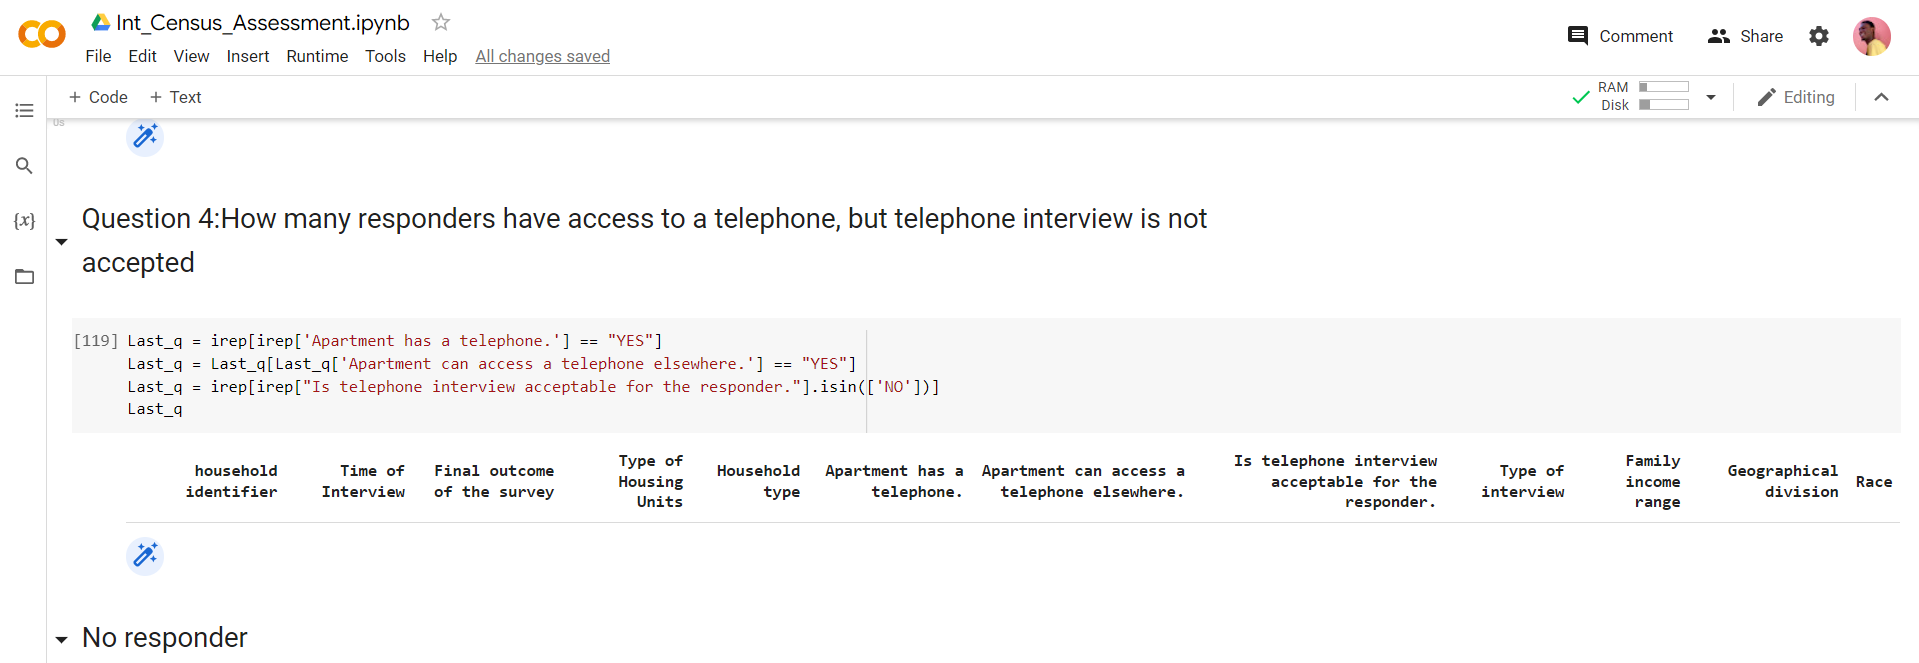 Int_Census_Assessment.ipynb
File Edit View Insert Runtime Tools Help All changes saved
Comment Share
+ Code + Text
RAM
Disk
Editing
0s
{x}
Question 4:How many responders have access to a telephone, but telephone interview is not
accepted
[119] Last_q = irep[irep['Apartment has a telephone.'] == "YES"]
Last_q = Last_q[Last_q['Apartment can access a telephone elsewhere.'] == "YES"]
Last_q = irep[irep["Is telephone interview acceptable for the responder."].isin(['NO'])]
Last_q
household
identifier
Time of
Interview
Final outcome
of the survey
Type of
Housing
Units
Household
type
Apartment has a
telephone.
Apartment can access a
telephone elsewhere.
Is telephone interview
acceptable for the
responder.
Type of
interview
Family
income
range
Geographical
division
Race
No responder